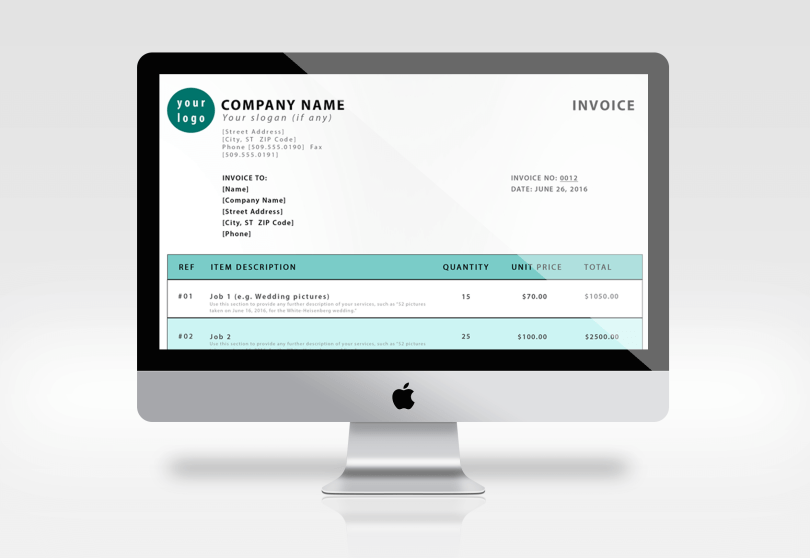 your
logo
COMPANY NAME
Your slogan (if any)
INVOICE
[Street Address]
[City, ST  ZIP Code]
Phone [509.555.0190]  Fax
[509.555.0191]
INVOICE TO:
[Name]
[Company Name]
[Street Address]
[City, ST  ZIP Code]
[Phone]
INVOICE NO: 0012
DATE: JUNE 26, 2016
REF ITEM DESCRIPTION QUANTITY UNIT PRICE TOTAL
#01 Job 1 (e.g. Wedding pictures) 15 $70.00 $1050.00
Use this section to provide any further description of your services, such as "52 pictures
taken on June 16, 2016, for the White-Heisenburg wedding."
#02 Job 2 25 $100.00 $2500.00
Use this section to provide any further description of your services, such as "52 pictures